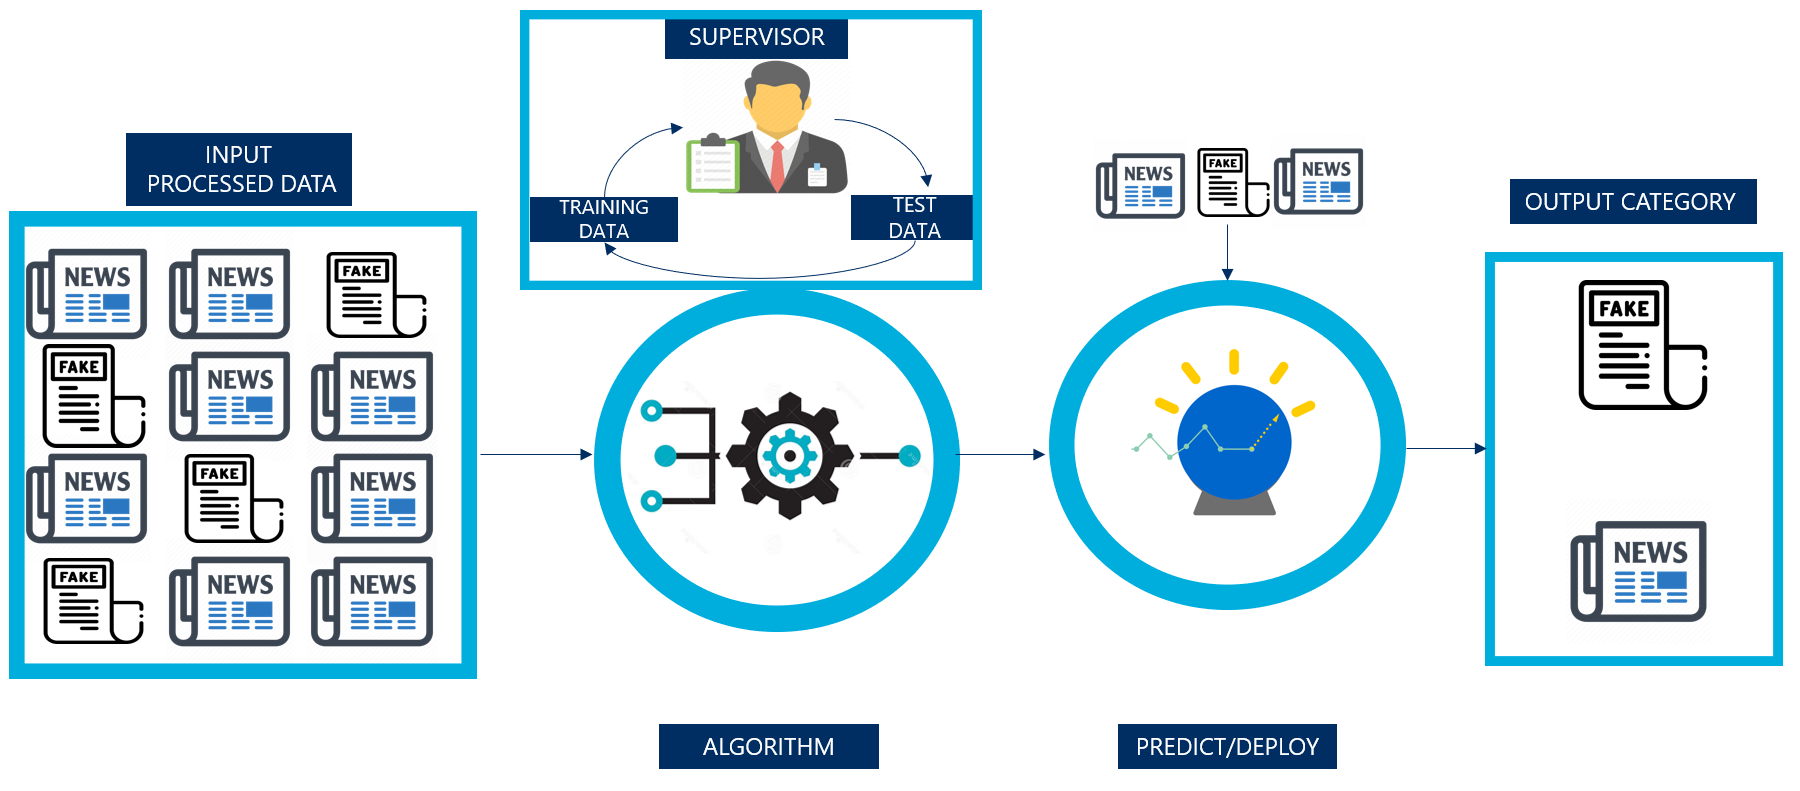 SUPERVISOR
TRAINING
DATA
TEST
DATA
INPUT
PROCESSED DATA
NEWS
NEWS
FAKE
FAKE
NEWS
NEWS
NEWS
FAKE
NEWS
FAKE
NEWS
NEWS
ALGORITHM
NEWS
FAKE
NEWS
PREDICT/DEPLOY
OUTPUT CATEGORY
FAKE
NEWS